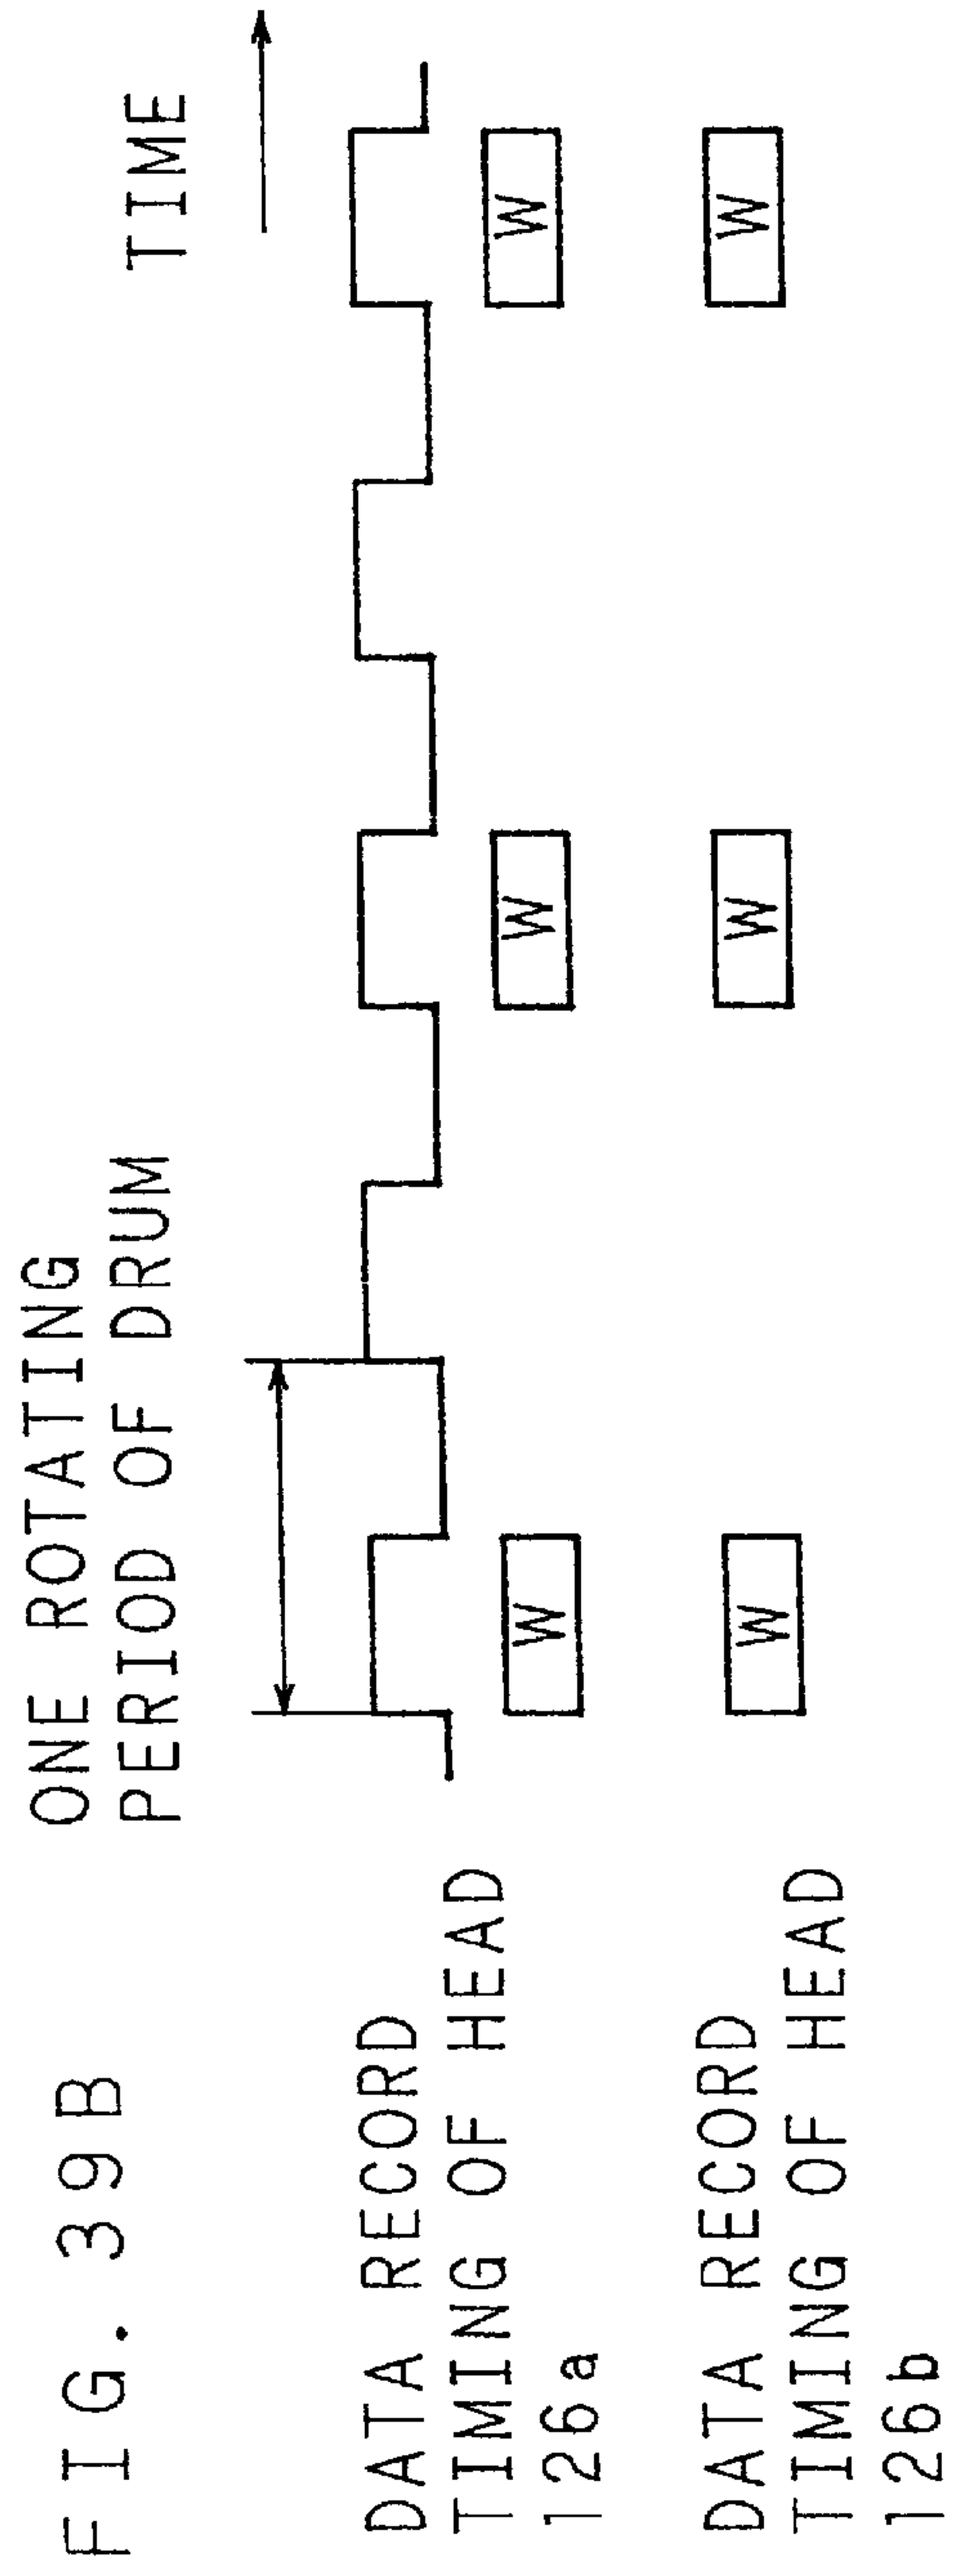 FIG. 39B
ONE ROTATING
PERIOD OF DRUM
TIME
DATA RECORD
TIMING OF HEAD
126a
W
W
W
DATA RECORD
TIMING OF HEAD
126b
W
W
W